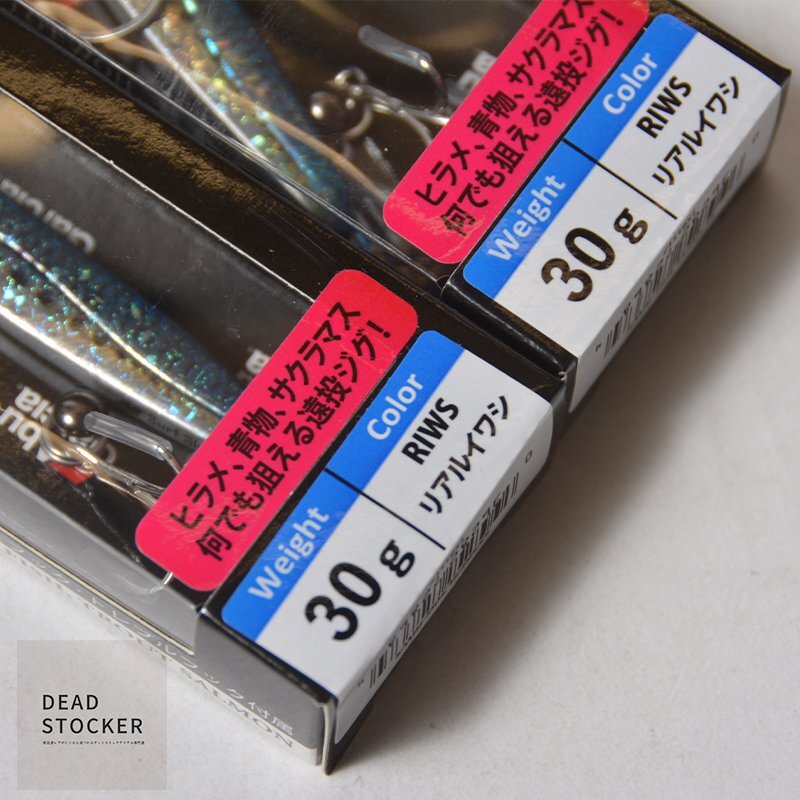 ヒラメ、青物、サクラマス
何でも狙える遠投ジグ!
Weight
Color
30g
RIWS
リアルイワシ
ヒラメ、青物、サクラマス
何でも狙える遠投ジグ!
Weight
Color
30g
RIWS
リアルイワシ
Garcia
TROUT SALMON
DEAD
STOCKER